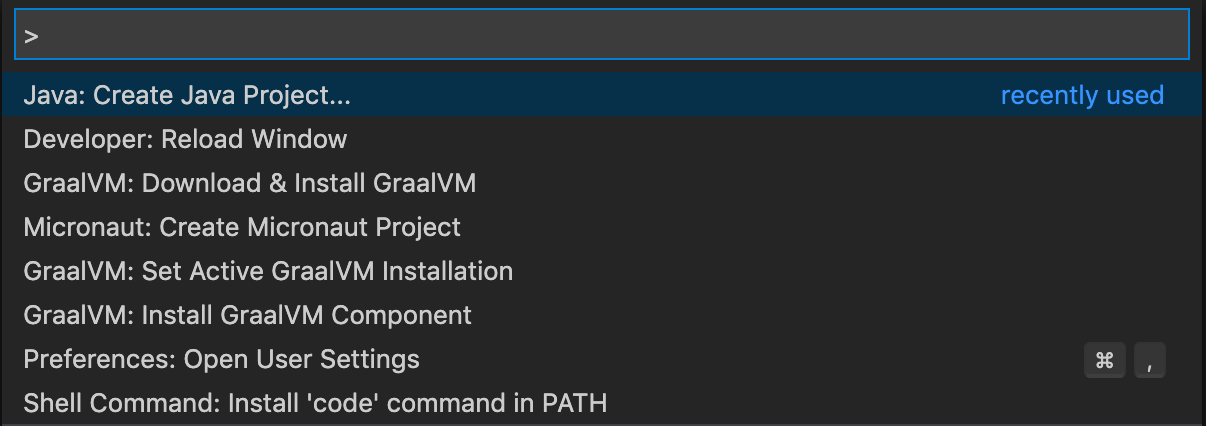 >
Java: Create Java Project... recently used
Developer: Reload Window
GraalVM: Download & Install GraalVM
Micronaut: Create Micronaut Project
GraalVM: Set Active GraalVM Installation
GraalVM: Install GraalVM Component
Preferences: Open User Settings ⌘ ,
Shell Command: Install 'code' command in PATH